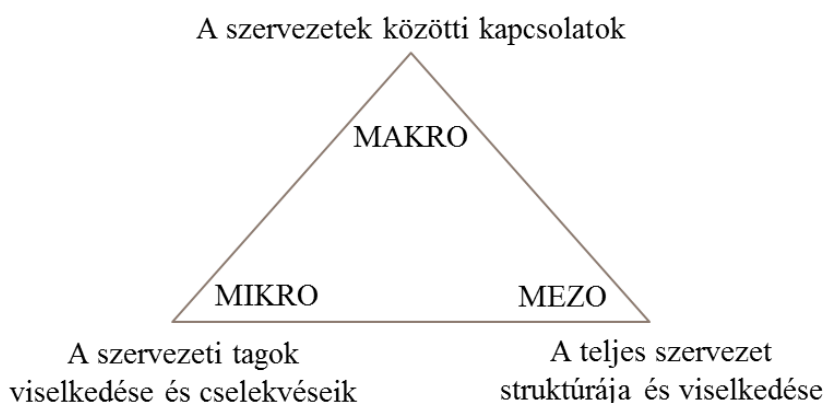 A szervezetek közötti kapcsolatok
MAKRO
MIKRO
MEZO
A szervezeti tagok
viselkedése és cselekvéseik
A teljes szervezet
struktúrája és viselkedése